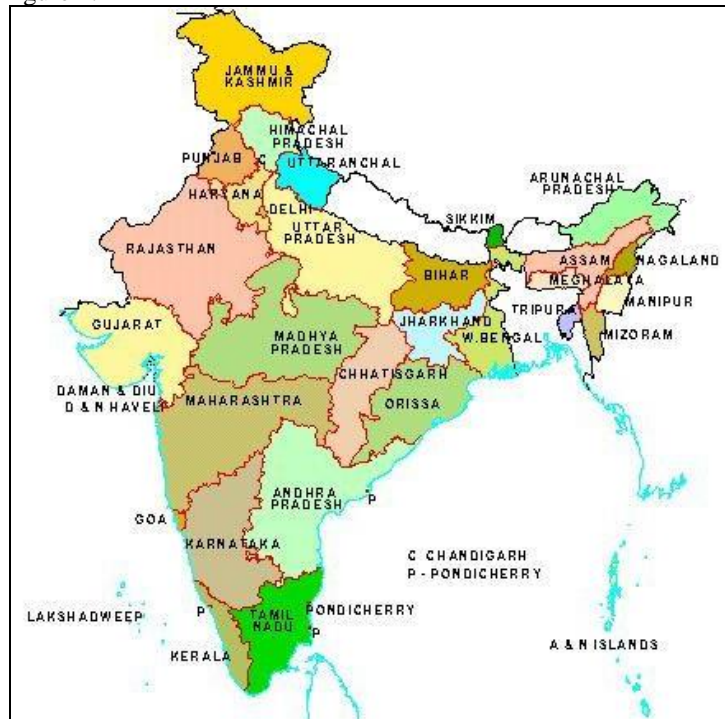 JAMMU &
KASHMIR
HIMACHAL
PRADESH
PUNJAB
C
UTTARANCHAL
HARYANA
DELHI
UTTAR
PRADESH
RAJASTHAN
ARUNACHAL
PRADESH
SIKKIM
ASSAM
NAGALAND
MEGHALAYA
MANIPUR
TRIPURA
MIZORAM
BIHAR
JHARKHAND
W.BENGAL
GUJARAT
MADHYA
PRADESH
CHHATISGARH
ORISSA
DAMAN & DIU
D & N HAVELI
MAHARASHTRA
ANDHRA
PRADESH
P
GOA
KARNATAKA
C CHANDIGARH
P - PONDICHERRY
LAKSHADWEEP
P
TAMIL
NADU
PONDICHERRY
P
KERALA
A & N ISLANDS